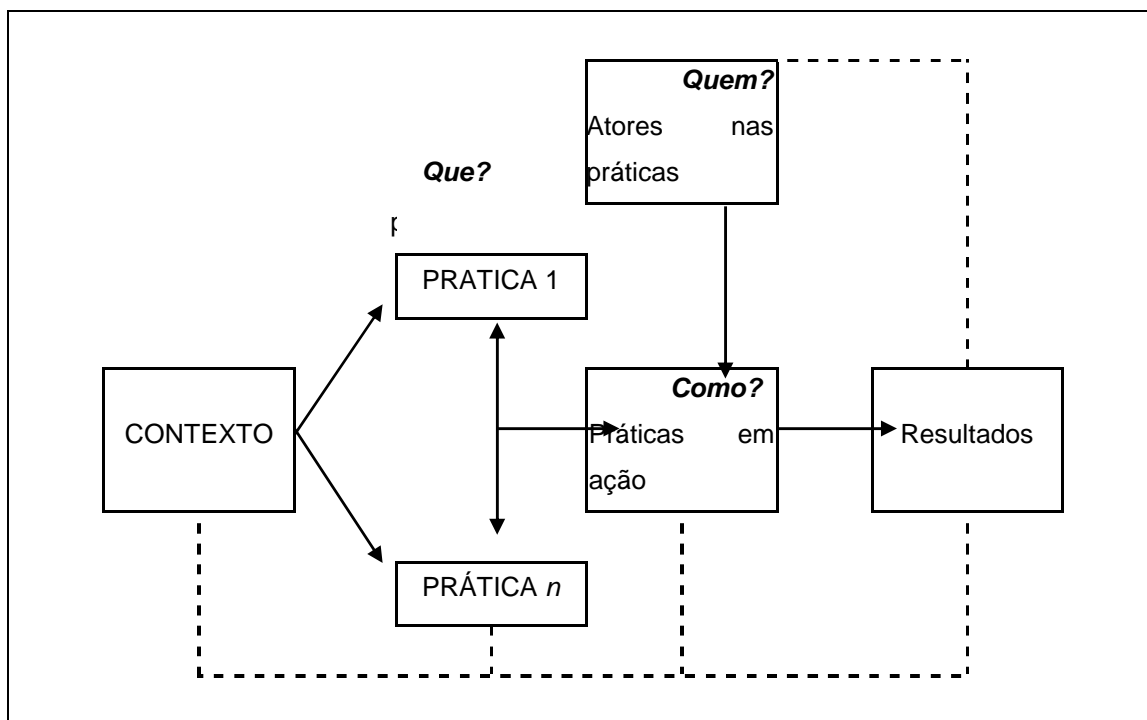 Quem?
Atores nas
práticas
Que?
PRATICA 1
CONTEXTO
Como?
Práticas em
ação
Resultados
PRÁTICA n